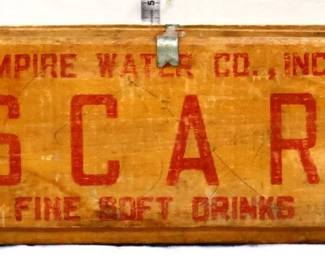 MPIRE WATER CO., INC
SCAR
FINE SOFT DRINKS